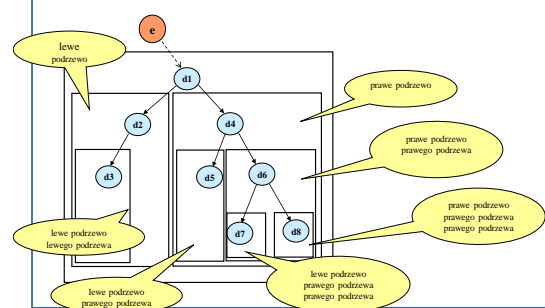 e
lewe
podrzewo
d1
prawe podrzewo
d2
d4
prawe podrzewo
prawego podrzewa
d3
d5
d6
prawe podrzewo
prawego podrzewa
prawego podrzewa
d7
d8
lewe podrzewo
lewego podrzewa
lewe podrzewo
prawego podrzewa
lewe podrzewo
prawego podrzewa
prawego podrzewa